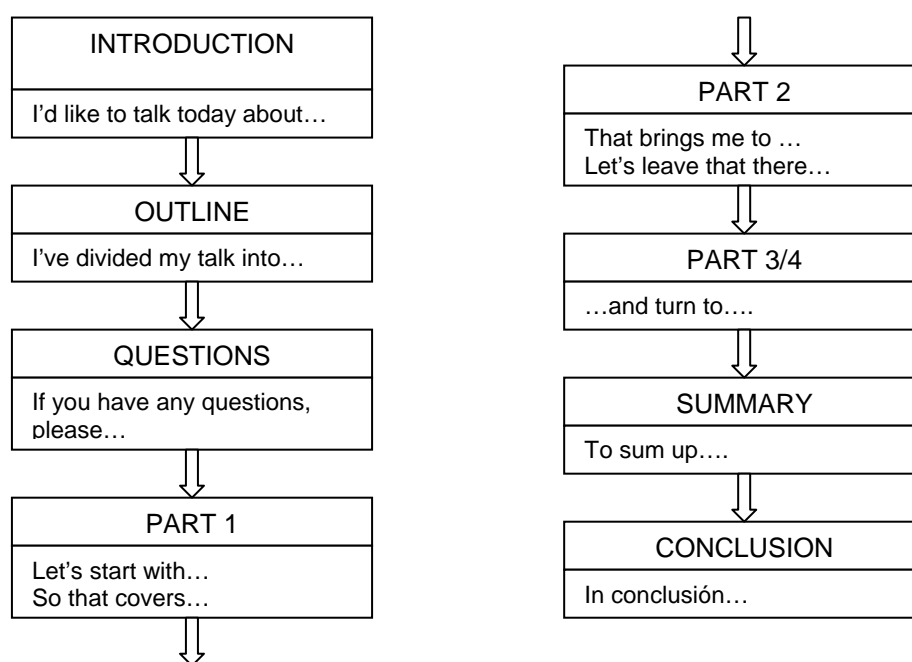 INTRODUCTION
I’d like to talk today about…
OUTLINE
I’ve divided my talk into…
QUESTIONS
If you have any questions,
please…
PART 1
Let’s start with…
So that covers…
PART 2
That brings me to …
Let’s leave that there…
PART 3/4
…and turn to….
SUMMARY
To sum up….
CONCLUSION
In conclusión…